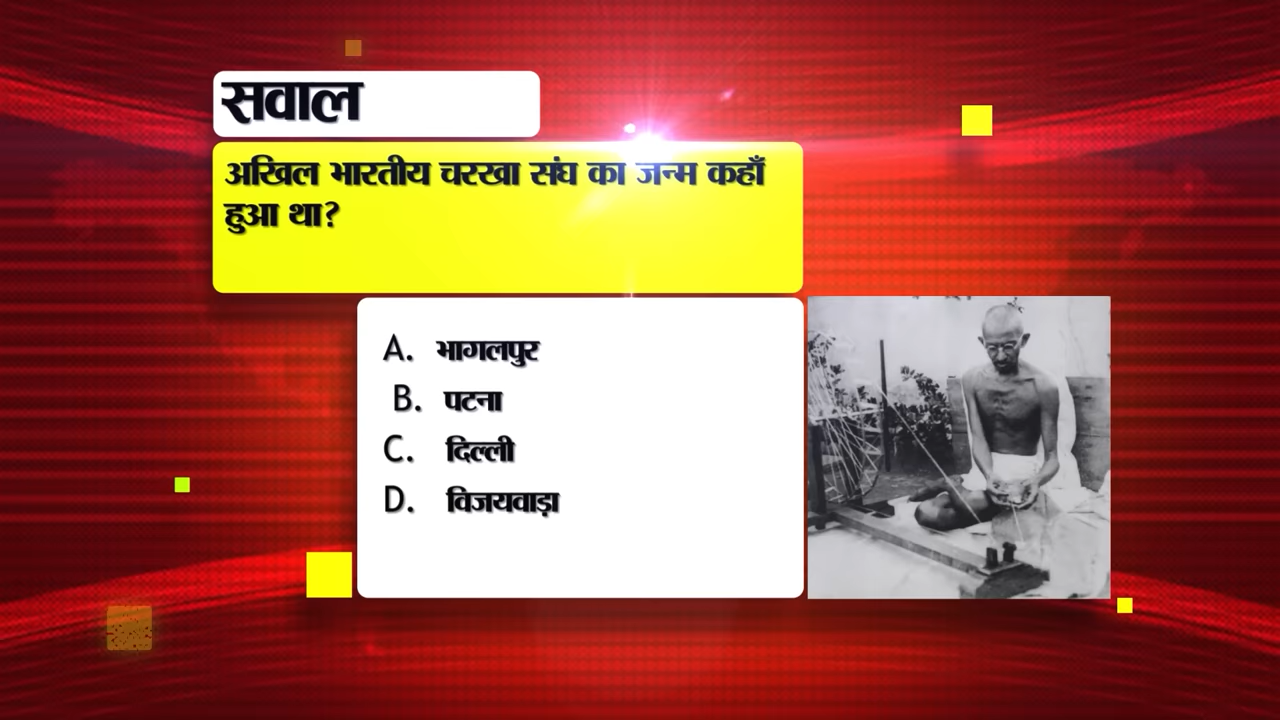 सवाल
अखिल भारतीय चरखा संघ का जन्म कहाँ
हुआ था?
A. भागलपुर
B. पटना
C. दिल्ली
D. विजयवाड़ा